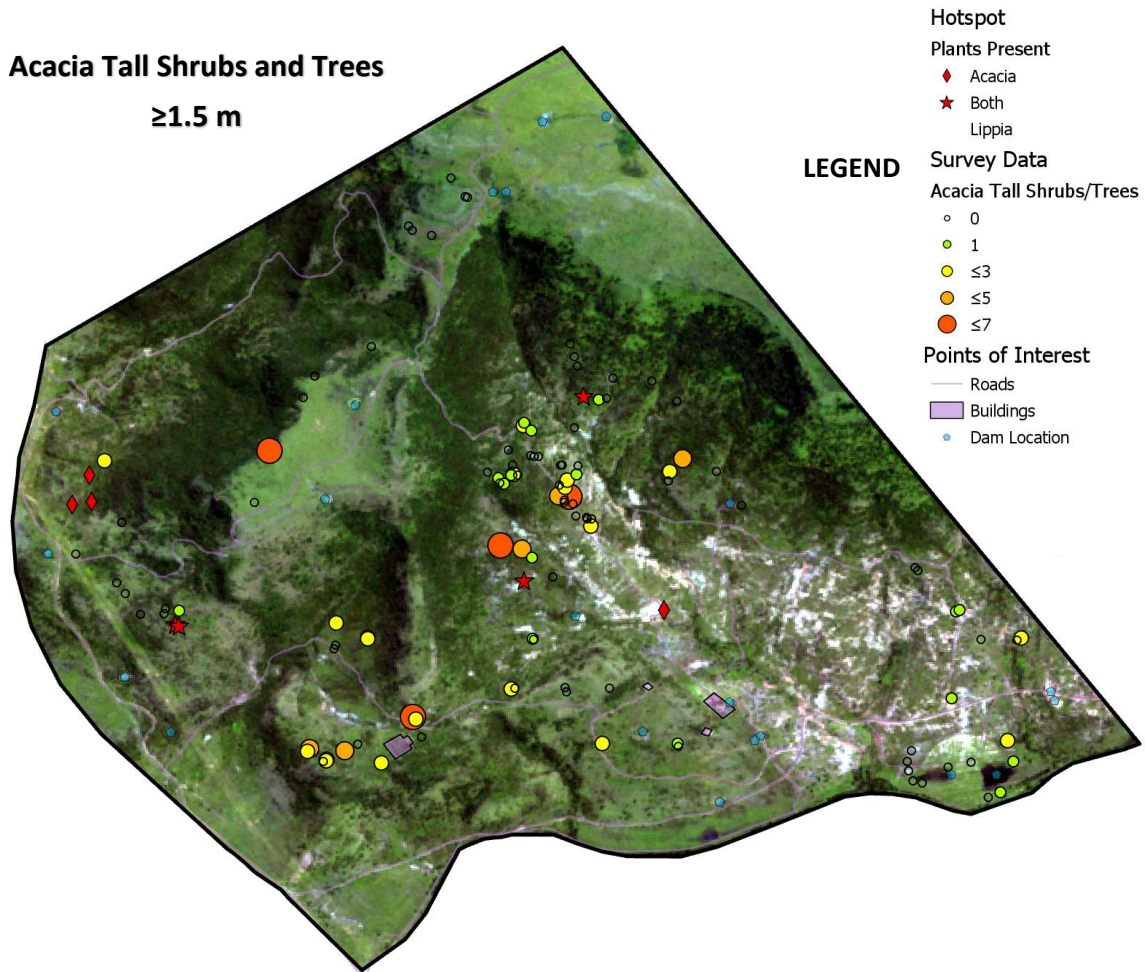 Acacia Tall Shrubs and Trees
≥1.5 m
LEGEND
Hotspot
Plants Present
Acacia
Both
Lippia
Survey Data
Acacia Tall Shrubs/Trees
0
1
≤3
≤5
≤7
Points of Interest
Roads
Buildings
Dam Location